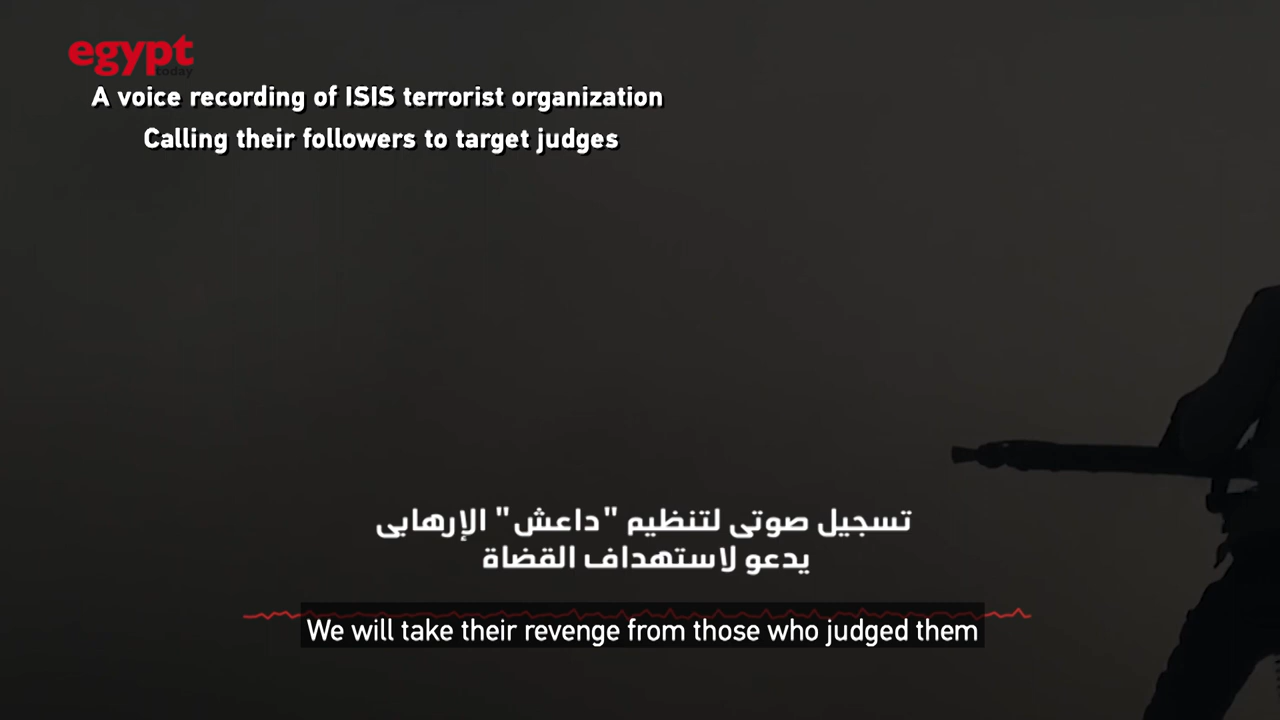 egypt
today
A voice recording of ISIS terrorist organization
Calling their followers to target judges
تسجيل صوتى لتنظيم "داعش" الإرهابى
يدعو لاستهداف القضاة
We will take their revenge from those who judged them